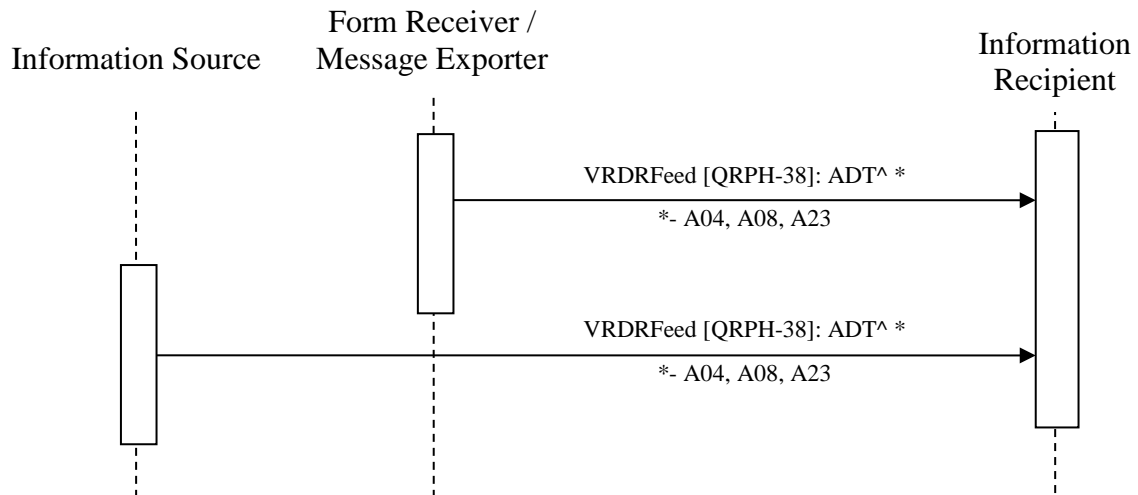 Information Source
Form Receiver /
Message Exporter
Information
Recipient
VRDRFeed [QRPH-38]: ADT^ *
*- A04, A08, A23
VRDRFeed [QRPH-38]: ADT^ *
*- A04, A08, A23